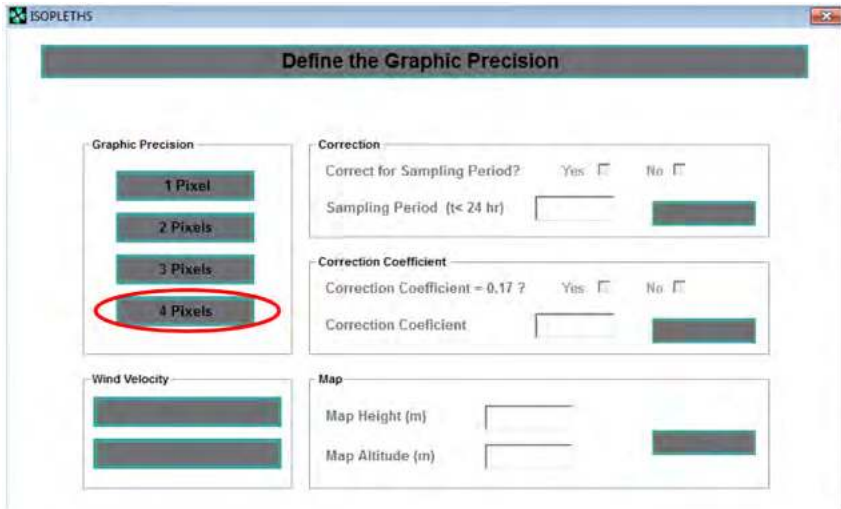 ISOPLETHS
Define the Graphic Precision
Graphic Precision
1 Pixel
2 Pixels
3 Pixels
4 Pixels
Correction
Correct for Sampling Period? Yes No
Sampling Period (t< 24 hr)
Correction Coefficient
Correction Coefficient = 0.17 ? Yes No
Correction Coeficient
Wind Velocity
Map
Map Height (m)
Map Altitude (m)